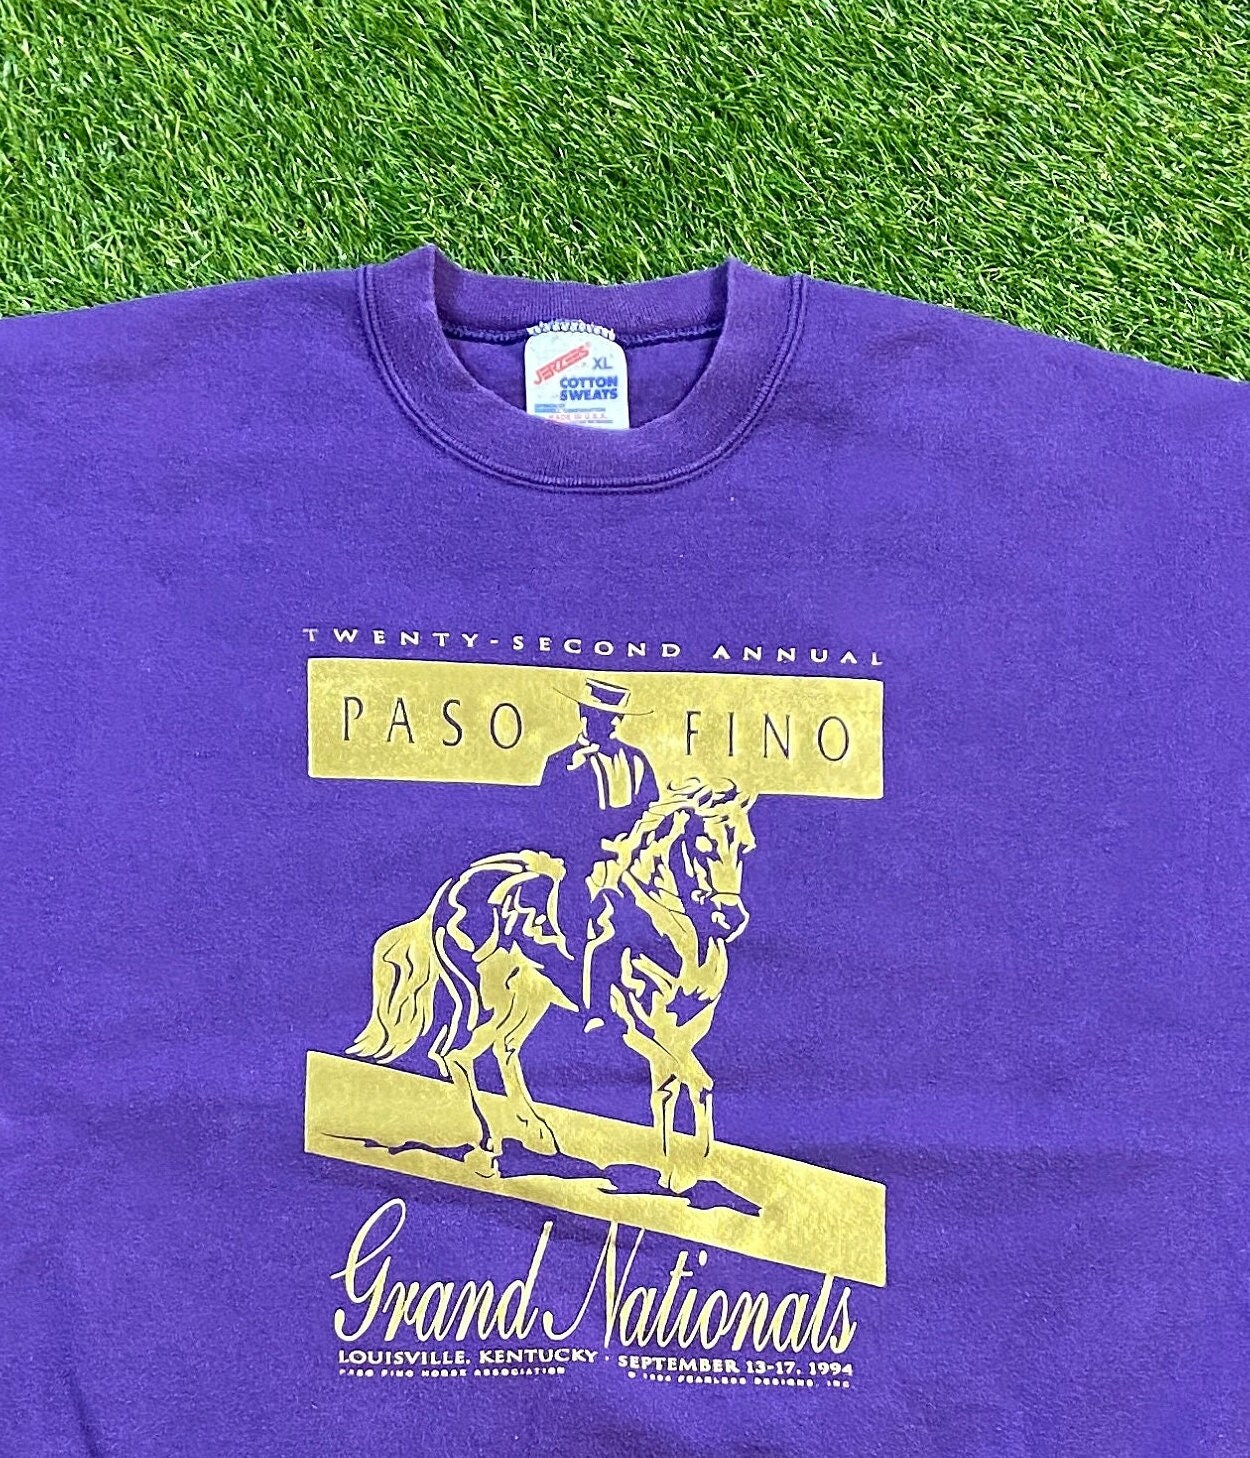 JERZEES® XL
COTTON
SWEATS
MADE IN U.S.A.
TWENTY-SECOND ANNUAL
PASO FINO
Grand Nationals
LOUISVILLE, KENTUCKY · SEPTEMBER 13-17, 1994
PASO FINO HORSE ASSOCIATION © 1994 FEARLESS DESIGNS, INC.